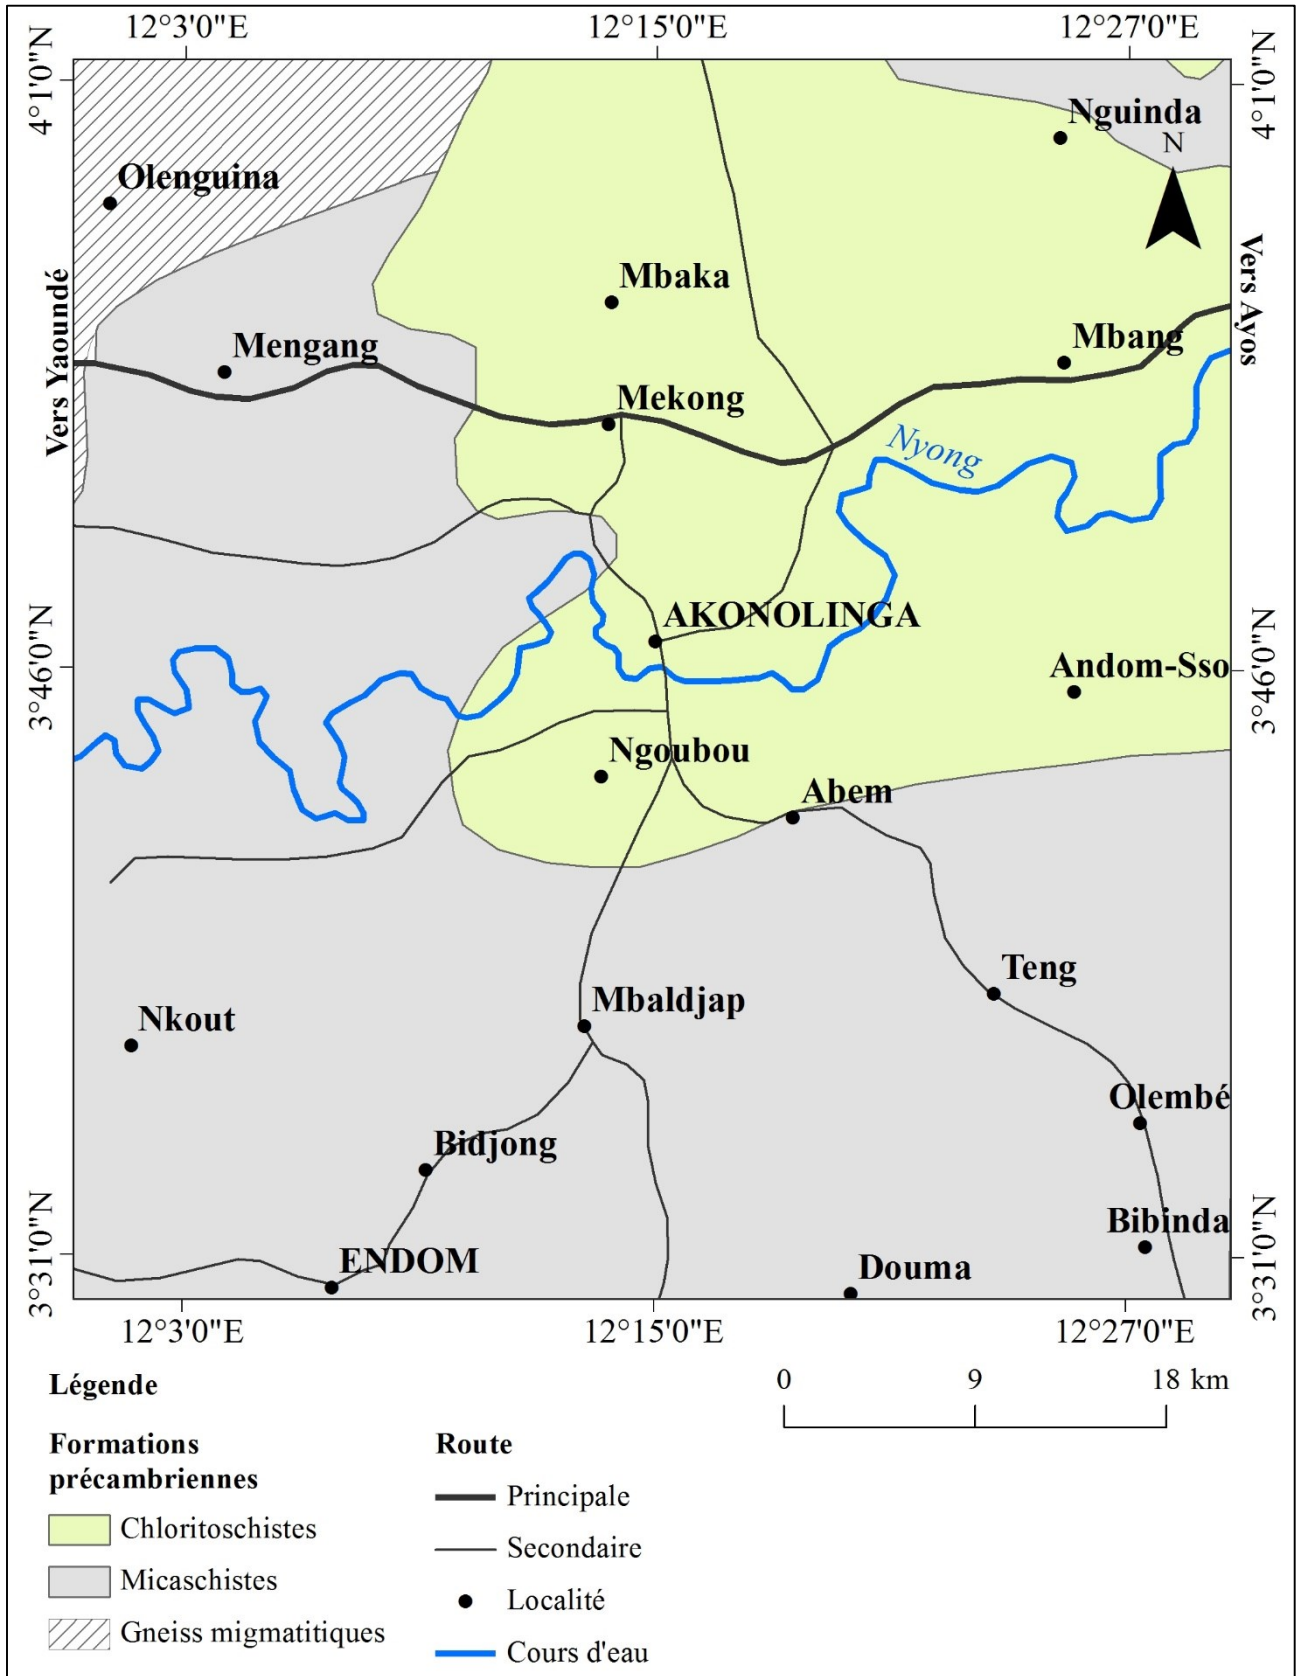 12°3'0"E
12°15'0"E
12°27'0"E
4°1'0"N
4°1'0"N
Nguinda
N
Olenguina
Vers Yaoundé
Vers Ayos
Mbaka
Mengang
Mbang
Mekong
Nyong
AKONOLINGA
3°46'0"N
3°46'0"N
Andom-Sso
Ngoubou
Abem
Teng
Mbaldjap
Nkout
Olembé
Bidjong
Bibinda
3°31'0"N
3°31'0"N
ENDOM
Douma
12°3'0"E
12°15'0"E
12°27'0"E
Légende
0
9
18 km
Formations
précambriennes
Chloritoschistes
Micaschistes
Gneiss migmatitiques
Route
Principale
Secondaire
Localité
Cours d'eau